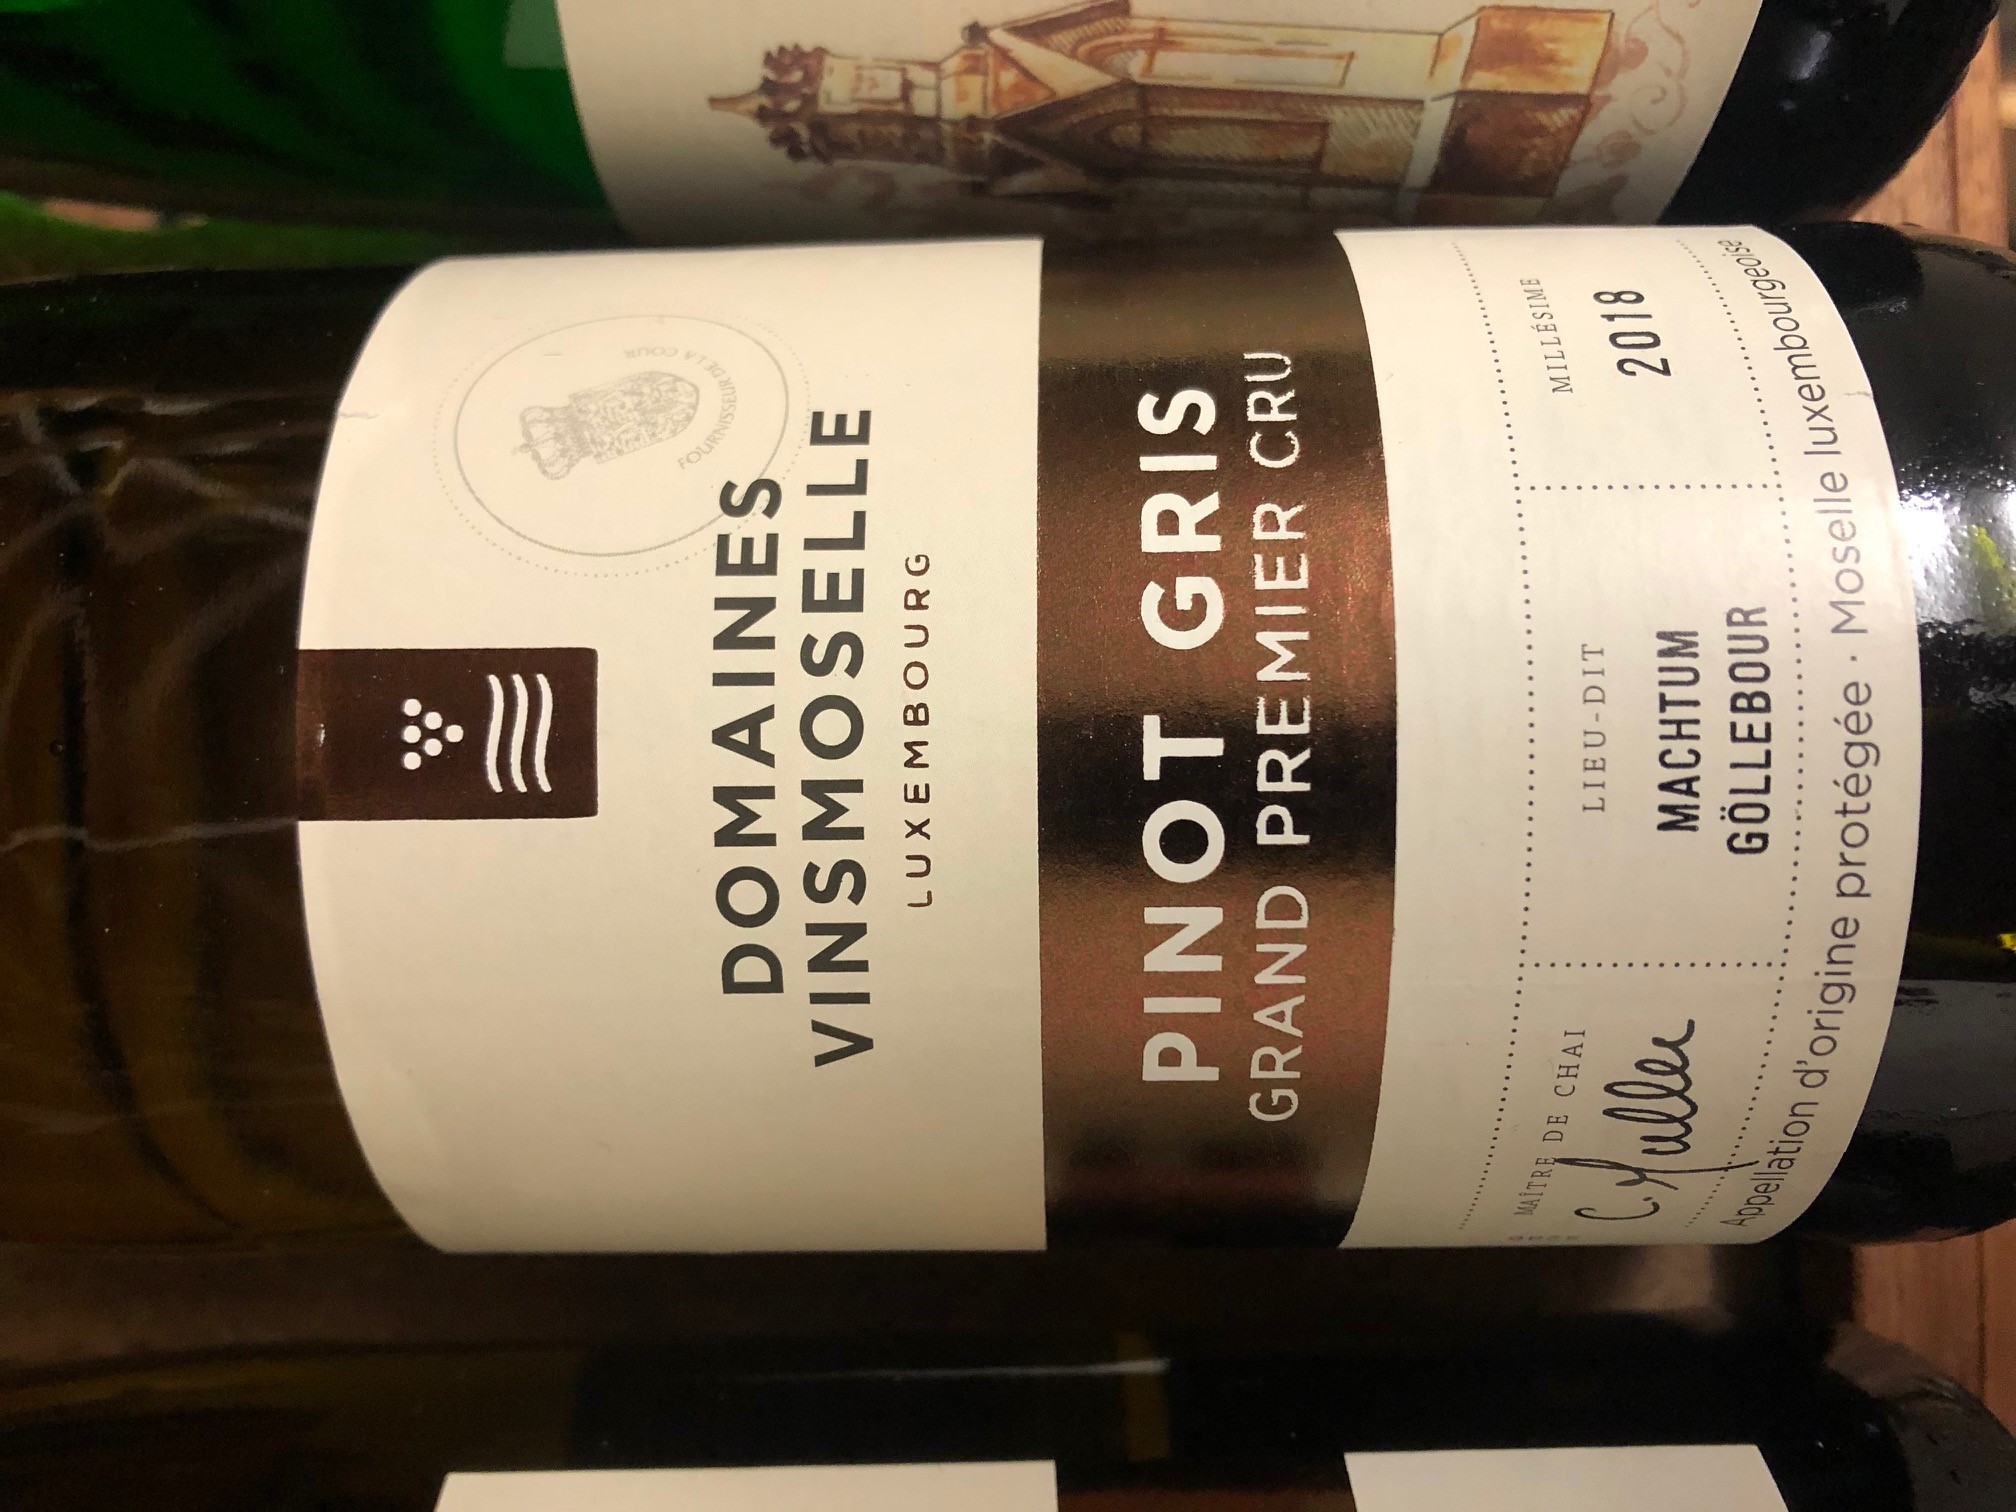 FOURNISSEUR DE LA COUR
DOMAINES
VINSMOSELLE
LUXEMBOURG
PINOT GRIS
GRAND PREMIER CRU
MAÎTRE DE CHAI
C. Muller
LIEU-DIT
MACHTUM
GÖLLEBOUR
MILLÉSIME
2018
Appellation d'origine protégée · Moselle luxembourgeoise